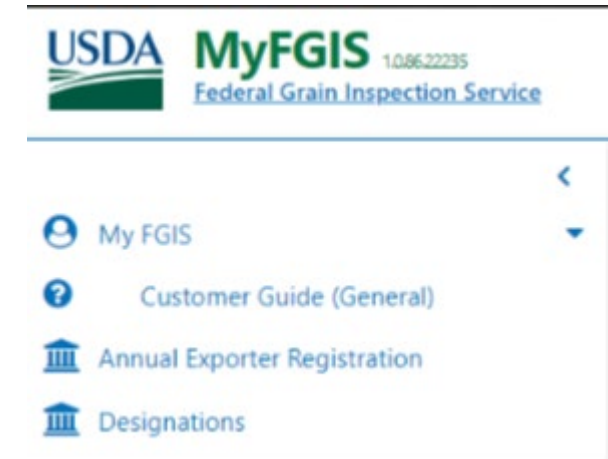 USDA
MyFGIS 1.0.86.22235
Federal Grain Inspection Service
My FGIS
Customer Guide (General)
Annual Exporter Registration
Designations